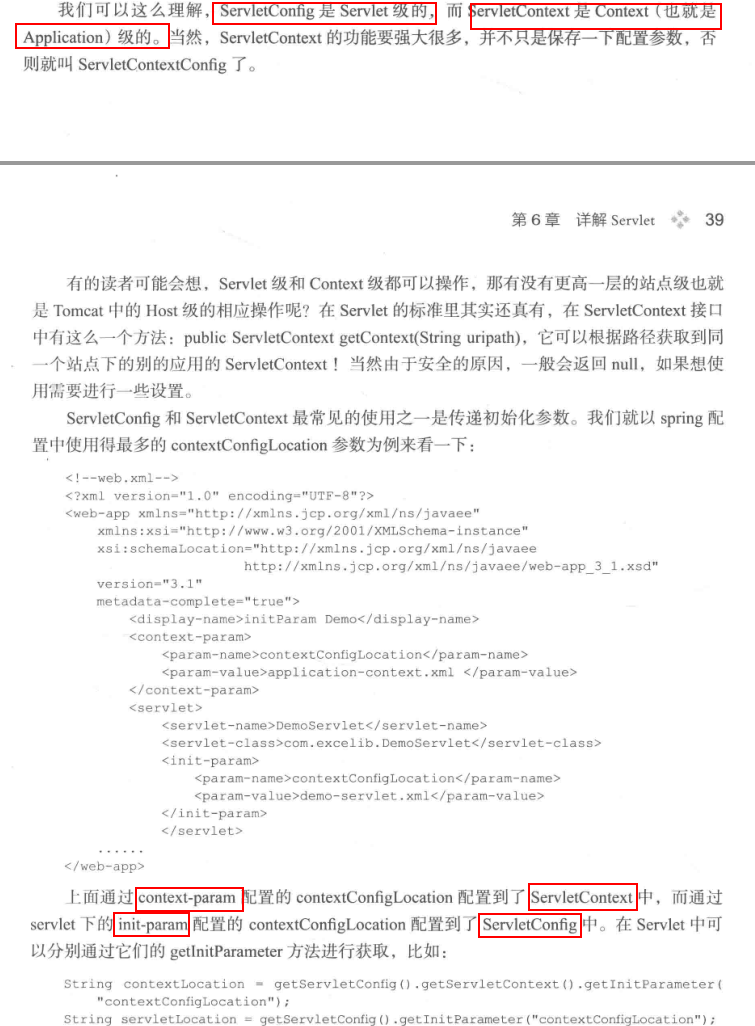 我们可以这么理解，ServletConfig 是 Servlet 级的，而 ServletContext 是 Context（也就是
Application）级的。当然，ServletContext 的功能要强大很多，并不只是保存一下配置参数，否
则就叫 ServletContextConfig 了。
第 6 章 详解 Servlet 39
有的读者可能会想，Servlet 级和 Context 级都可以操作，那有没有更高一层的站点级也就
是 Tomcat 中的 Host 级的相应操作呢？在 Servlet 的标准里其实还真有，在 ServletContext 接口
中有这么一个方法：public ServletContext getContext(String uripath)，它可以根据路径获取到同
一个站点下的别的应用的 ServletContext！当然由于安全的原因，一般会返回 null，如果想使
用需要进行一些设置。
ServletConfig 和 ServletContext 最常见的使用之一是传递初始化参数。我们就以 spring 配
置中使用得最多的 contextConfigLocation 参数为例来看一下：
<!--web.xml-->
<?xml version="1.0" encoding="UTF-8"?>
<web-app xmlns="http://xmlns.jcp.org/xml/ns/javaee"
xmlns:xsi="http://www.w3.org/2001/XMLSchema-instance"
xsi:schemaLocation="http://xmlns.jcp.org/xml/ns/javaee
http://xmlns.jcp.org/xml/ns/javaee/web-app_3_1.xsd"
version="3.1"
metadata-complete="true">
<display-name>initParam Demo</display-name>
<context-param>
<param-name>contextConfigLocation</param-name>
<param-value>application-context.xml </param-value>
</context-param>
<servlet>
<servlet-name>DemoServlet</servlet-name>
<servlet-class>com.excelib.DemoServlet</servlet-class>
<init-param>
<param-name>contextConfigLocation</param-name>
<param-value>demo-servlet.xml</param-value>
</init-param>
</servlet>
......
</web-app>
上面通过 context-param 配置的 contextConfigLocation 配置到了 ServletContext 中，而通过
servlet 下的 init-param 配置的 contextConfigLocation 配置到了 ServletConfig 中。在 Servlet 中可
以分别通过它们的 getInitParameter 方法进行获取，比如：
String contextLocation = getServletConfig().getServletContext().getInitParameter(
"contextConfigLocation");
String servletLocation = getServletConfig().getInitParameter("contextConfigLocation");